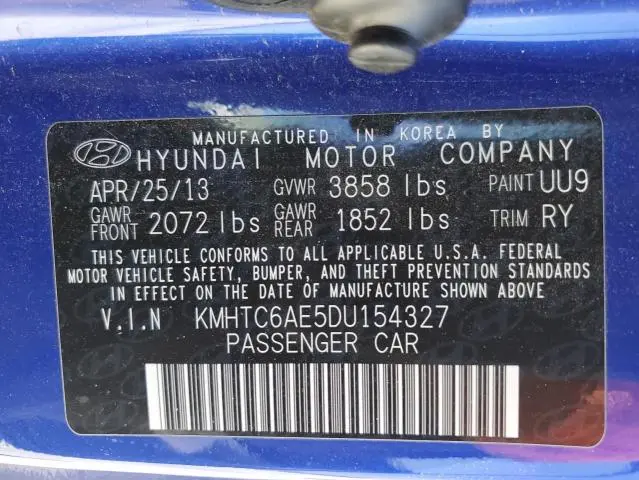 MANUFACTURED IN KOREA BY
HYUNDAI MOTOR COMPANY
APR/25/13 GVWR 3858 lbs PAINT UU9
GAWR FRONT 2072 lbs GAWR REAR 1852 lbs TRIM RY
THIS VEHICLE CONFORMS TO ALL APPLICABLE U.S.A. FEDERAL
MOTOR VEHICLE SAFETY, BUMPER, AND THEFT PREVENTION STANDARDS
IN EFFECT ON THE DATE OF MANUFACTURE SHOWN ABOVE
V.I.N KMHTC6AE5DU154327
PASSENGER CAR